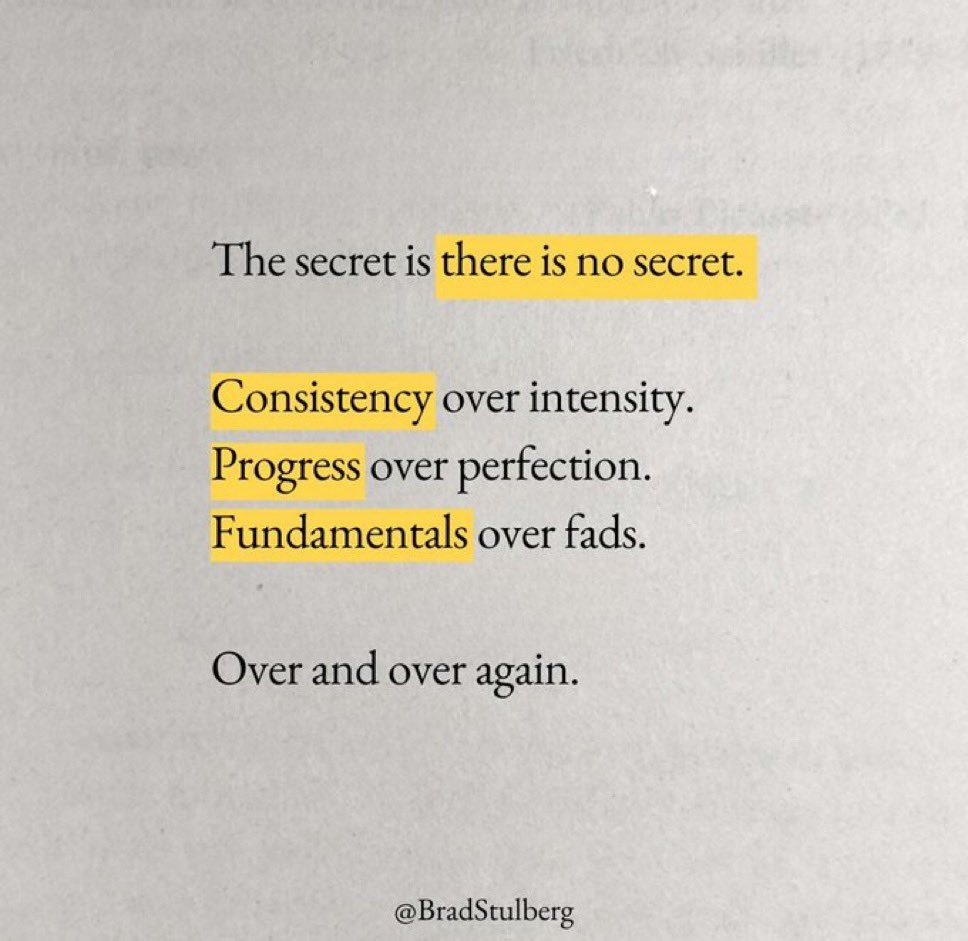 The secret is there is no secret.
Consistency over intensity.
Progress over perfection.
Fundamentals over fads.
Over and over again.
@BradStulberg